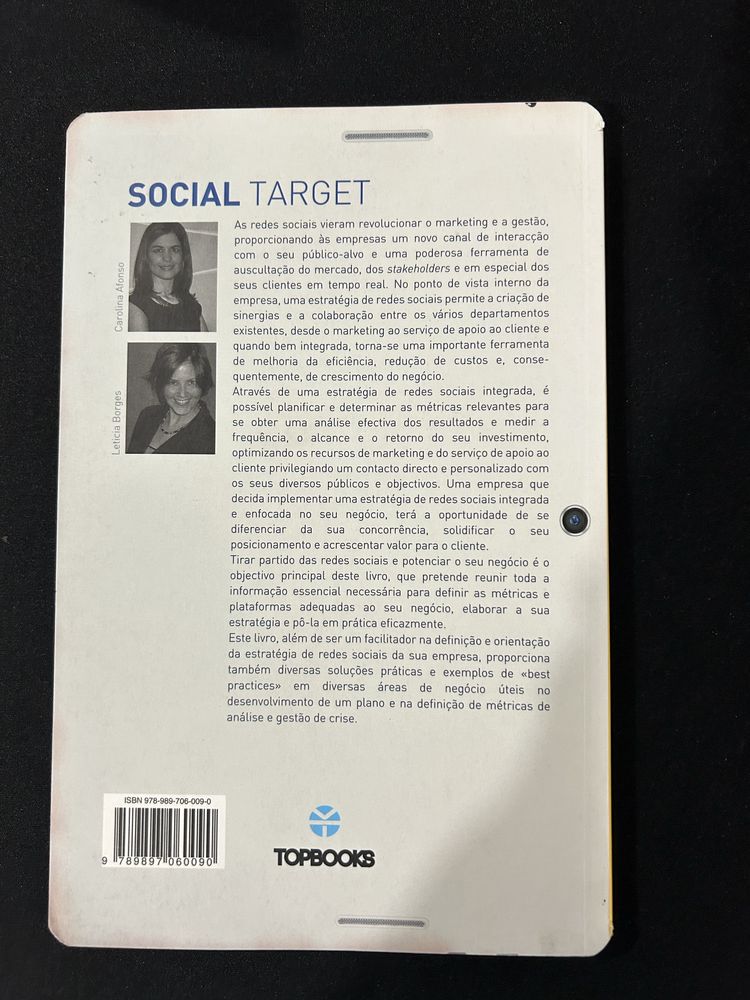 SOCIAL TARGET
Carolina Afonso
Letícia Borges
As redes sociais vieram revolucionar o marketing e a gestão,
proporcionando às empresas um novo canal de interacção
com o seu público-alvo e uma poderosa ferramenta de
auscultação do mercado, dos stakeholders e em especial dos
seus clientes em tempo real. No ponto de vista interno da
empresa, uma estratégia de redes sociais permite a criação de
sinergias e a colaboração entre os vários departamentos
existentes, desde o marketing ao serviço de apoio ao cliente e
quando bem integrada, torna-se uma importante ferramenta
de melhoria da eficiência, redução de custos e, conse-
quentemente, de crescimento do negócio.
Através de uma estratégia de redes sociais integrada, é
possível planificar e determinar as métricas relevantes para
se obter uma análise efectiva dos resultados e medir a
frequência, o alcance e o retorno do seu investimento,
optimizando os recursos de marketing e do serviço de apoio ao
cliente privilegiando um contacto directo e personalizado com
os seus diversos públicos e objectivos. Uma empresa que
decida implementar uma estratégia de redes sociais integrada
e enfocada no seu negócio, terá a oportunidade de se
diferenciar da sua concorrência, solidificar o seu
posicionamento e acrescentar valor para o cliente.
Tirar partido das redes sociais e potenciar o seu negócio é o
objectivo principal deste livro, que pretende reunir toda a
informação essencial necessária para definir as métricas e
plataformas adequadas ao seu negócio, elaborar a sua
estratégia e pô-la em prática eficazmente.
Este livro, além de ser um facilitador na definição e orientação
da estratégia de redes sociais da sua empresa, proporciona
também diversas soluções práticas e exemplos de «best
practices» em diversas áreas de negócio úteis no
desenvolvimento de um plano e na definição de métricas de
análise e gestão de crise.
ISBN 978-989-706-009-0
9 789897 060090
TOPBOOKS